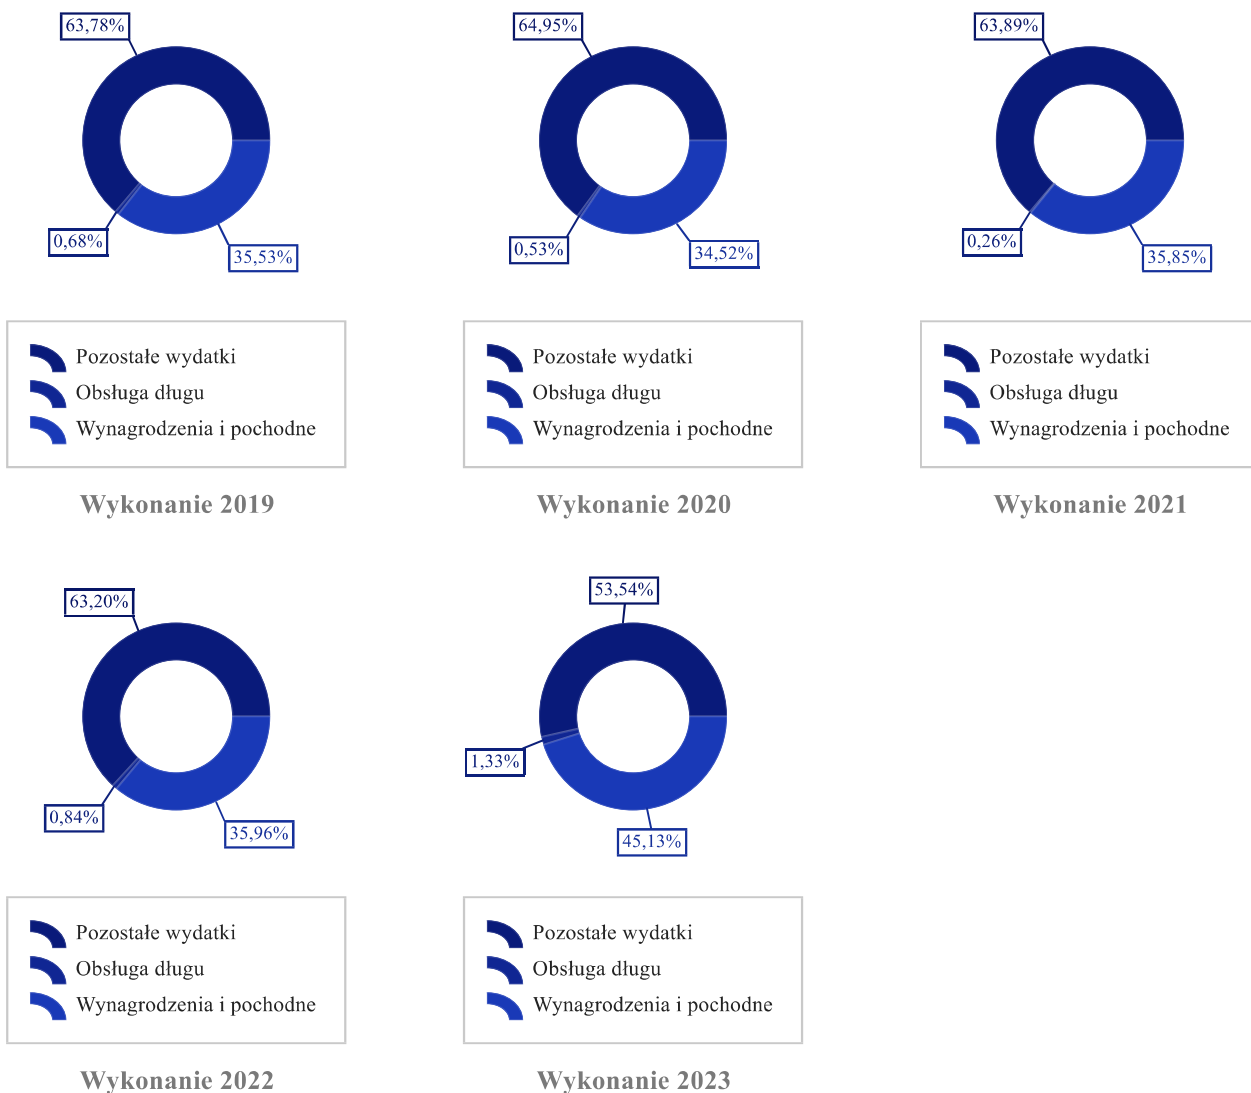 63,78%
0,68%
35,53%
Pozostałe wydatki
Obsługa długu
Wynagrodzenia i pochodne
Wykonanie 2019
64,95%
0,53%
34,52%
Pozostałe wydatki
Obsługa długu
Wynagrodzenia i pochodne
Wykonanie 2020
63,89%
0,26%
35,85%
Pozostałe wydatki
Obsługa długu
Wynagrodzenia i pochodne
Wykonanie 2021
63,20%
0,84%
35,96%
Pozostałe wydatki
Obsługa długu
Wynagrodzenia i pochodne
Wykonanie 2022
53,54%
1,33%
45,13%
Pozostałe wydatki
Obsługa długu
Wynagrodzenia i pochodne
Wykonanie 2023